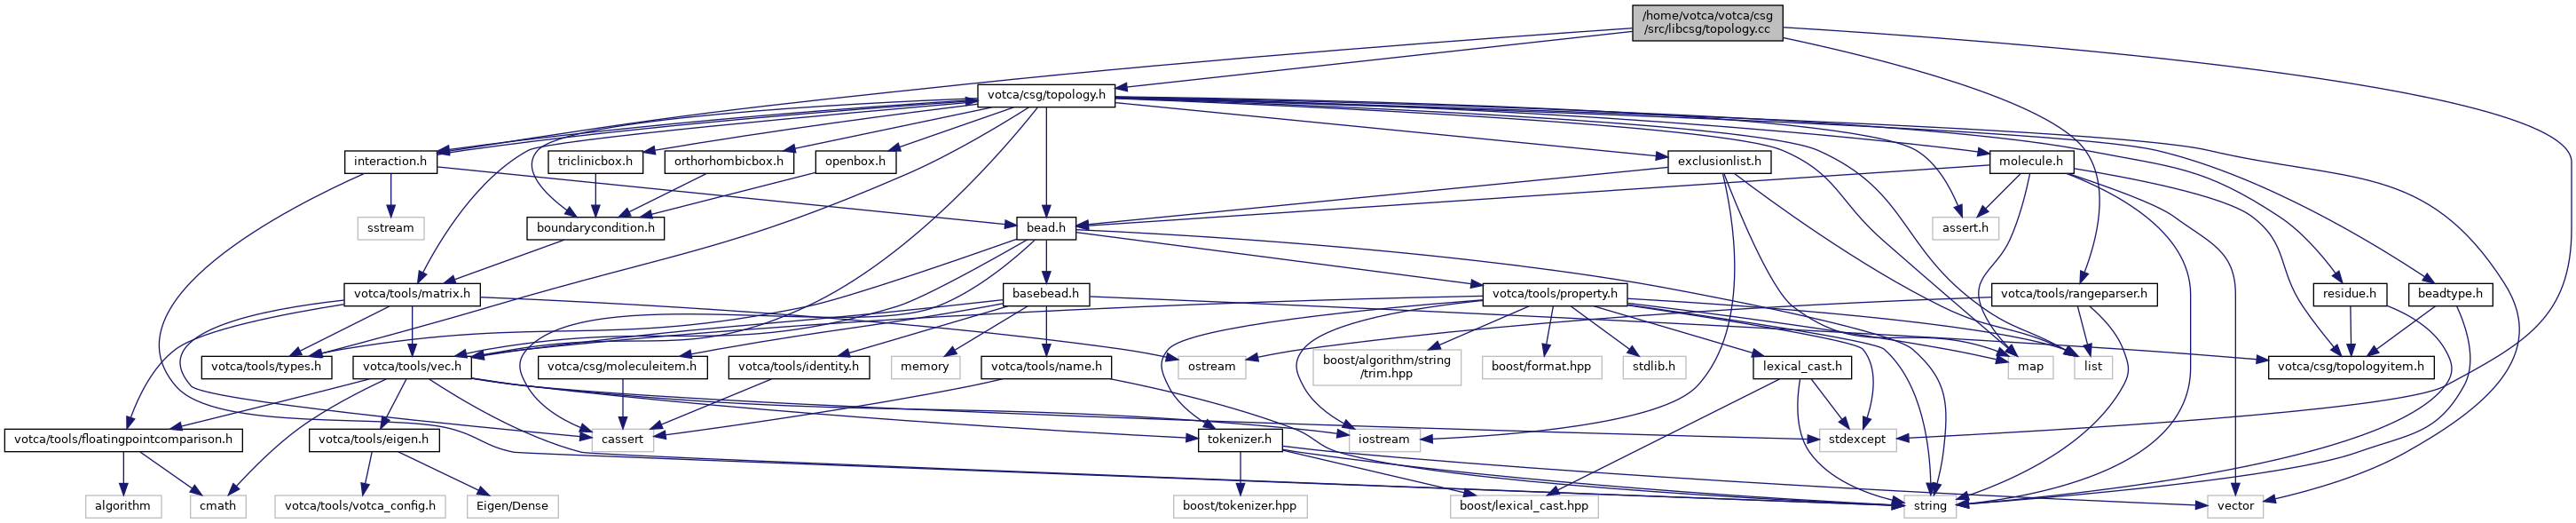 /home/votca/votca/csg
/src/libcsg/topology.cc
votca/csg/topology.h
interaction.h
triclinicbox.h
orthorhombicbox.h
openbox.h
exclusionlist.h
molecule.h
sstream
boundarycondition.h
bead.h
assert.h
votca/tools/matrix.h
basebead.h
votca/tools/property.h
votca/tools/rangeparser.h
residue.h
beadtype.h
votca/tools/types.h
votca/tools/vec.h
votca/csg/moleculeitem.h
votca/tools/identity.h
memory
votca/tools/name.h
ostream
boost/algorithm/string
/trim.hpp
boost/format.hpp
stdlib.h
lexical_cast.h
map
list
votca/csg/topologyitem.h
votca/tools/floatingpointcomparison.h
votca/tools/eigen.h
cassert
tokenizer.h
iostream
stdexcept
algorithm
cmath
votca/tools/votca_config.h
Eigen/Dense
boost/tokenizer.hpp
boost/lexical_cast.hpp
string
vector